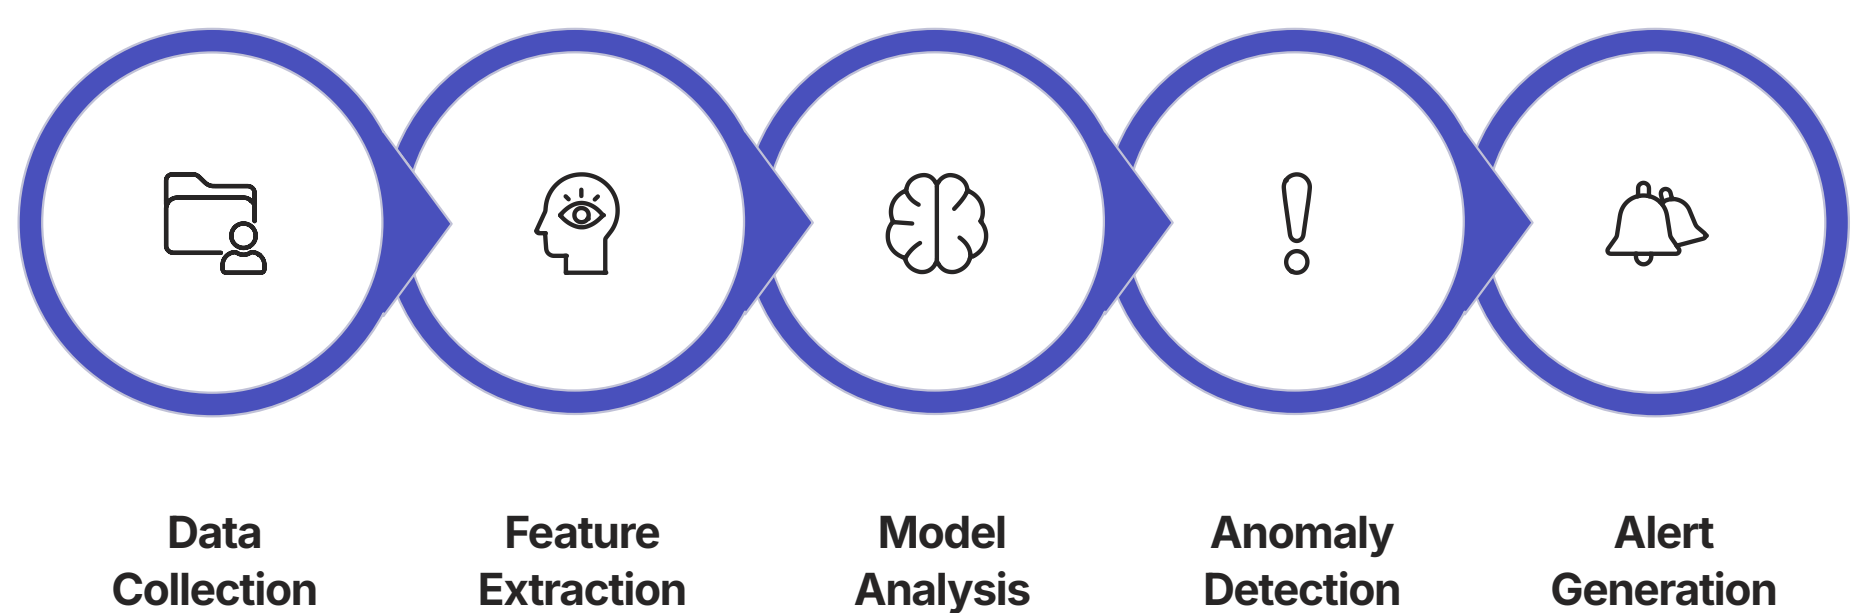 Data
Collection
Feature
Extraction
Model
Analysis
Anomaly
Detection
Alert
Generation